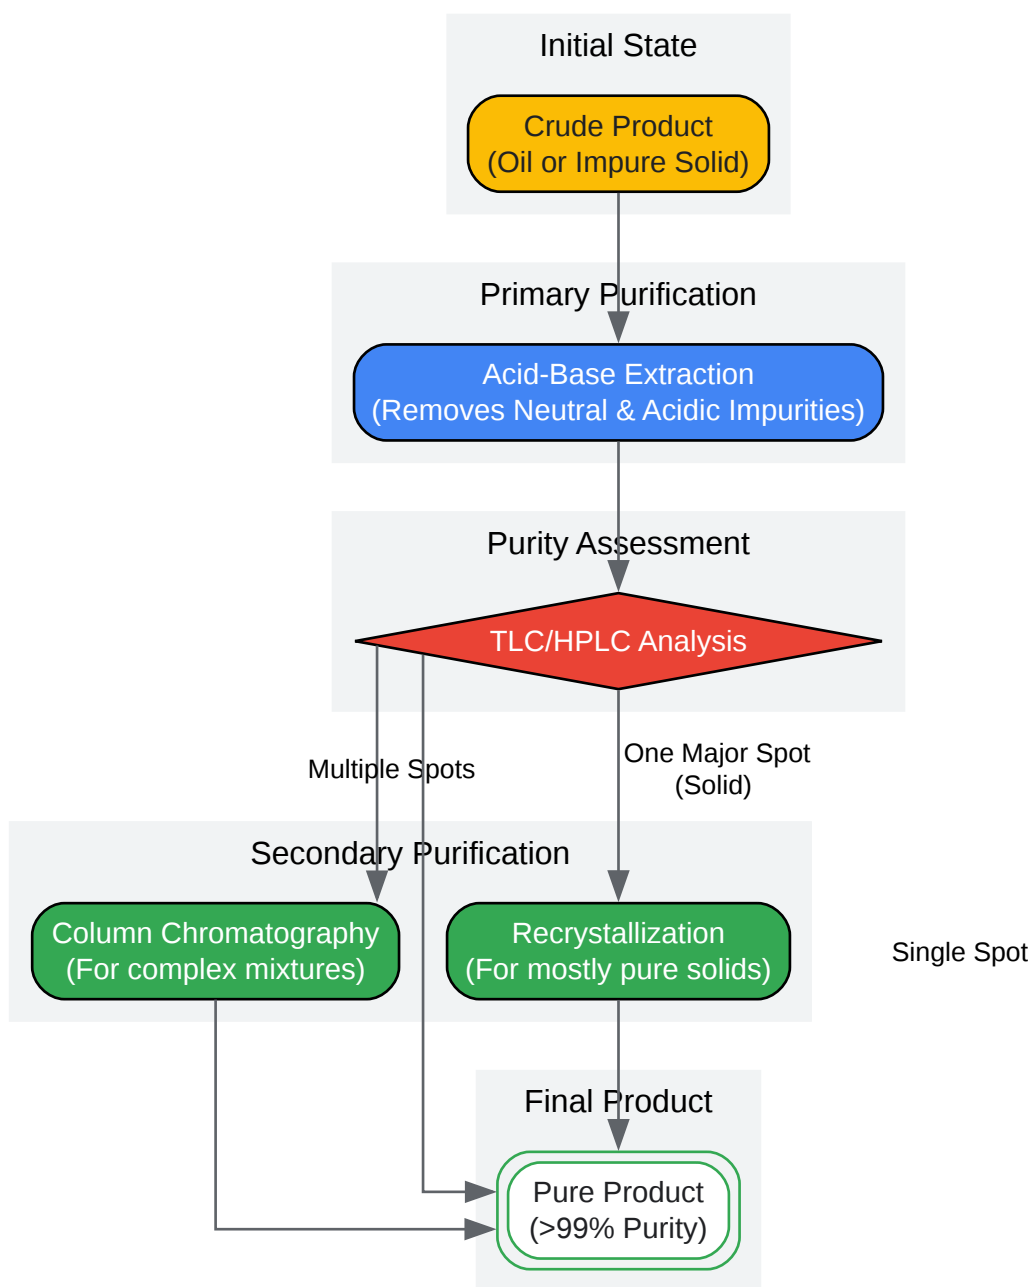 Initial State
Crude Product
(Oil or Impure Solid)
Primary Purification
Acid-Base Extraction
(Removes Neutral & Acidic Impurities)
Purity Assessment
TLC/HPLC Analysis
Multiple Spots
One Major Spot
(Solid)
Secondary Purification
Column Chromatography
(For complex mixtures)
Recrystallization
(For mostly pure solids)
Single Spot
Final Product
Pure Product
(>99% Purity)